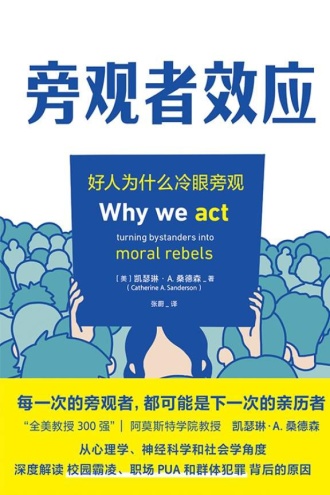 旁观者效应
好人为什么冷眼旁观
Why we act
turning bystanders into
moral rebels
［美］凯瑟琳·A. 桑德森 _ 著
( Catherine A. Sanderson )
张蔚 _ 译
每一次的旁观者，都可能是下一次的亲历者
“全美教授 300 强”| 阿莫斯特学院教授 凯瑟琳·A. 桑德森
从心理学、神经科学和社会学角度
深度解读 校园霸凌、职场 PUA 和群体犯罪 背后的原因